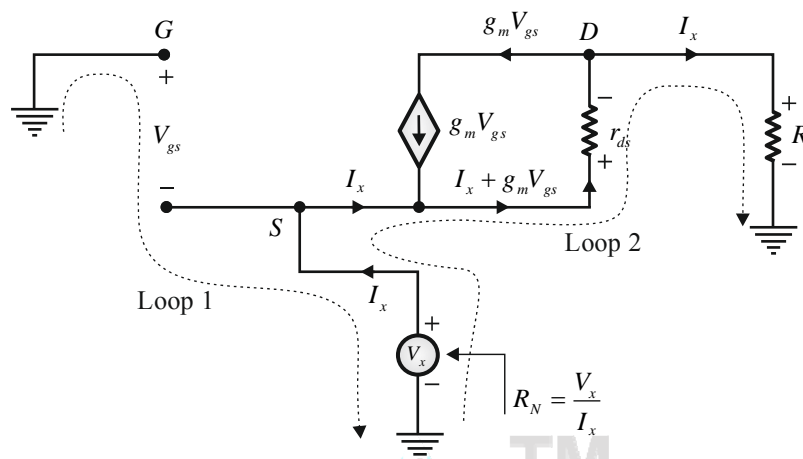 G
g_m V_gs
D
I_x
+
−
V_gs
g_m V_gs
r_ds
+
−
R
+
−
−
I_x
I_x + g_m V_gs
S
Loop 2
Loop 1
I_x
+
V_x
−
R_N = V_x / I_x
TM